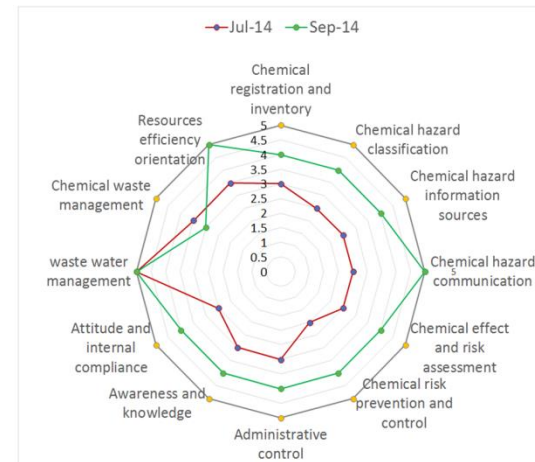 Jul-14 Sep-14
Chemical
registration and
inventory
Chemical hazard
classification
Chemical hazard
information
sources
Chemical hazard
communication
5
Chemical effect
and risk
assessment
Chemical risk
prevention and
control
Administrative
control
Awareness and
knowledge
Attitude and
internal
compliance
waste water
management
Chemical waste
management
Resources
efficiency
orientation
5
4.5
4
3.5
3
2.5
2
1.5
1
0.5
0